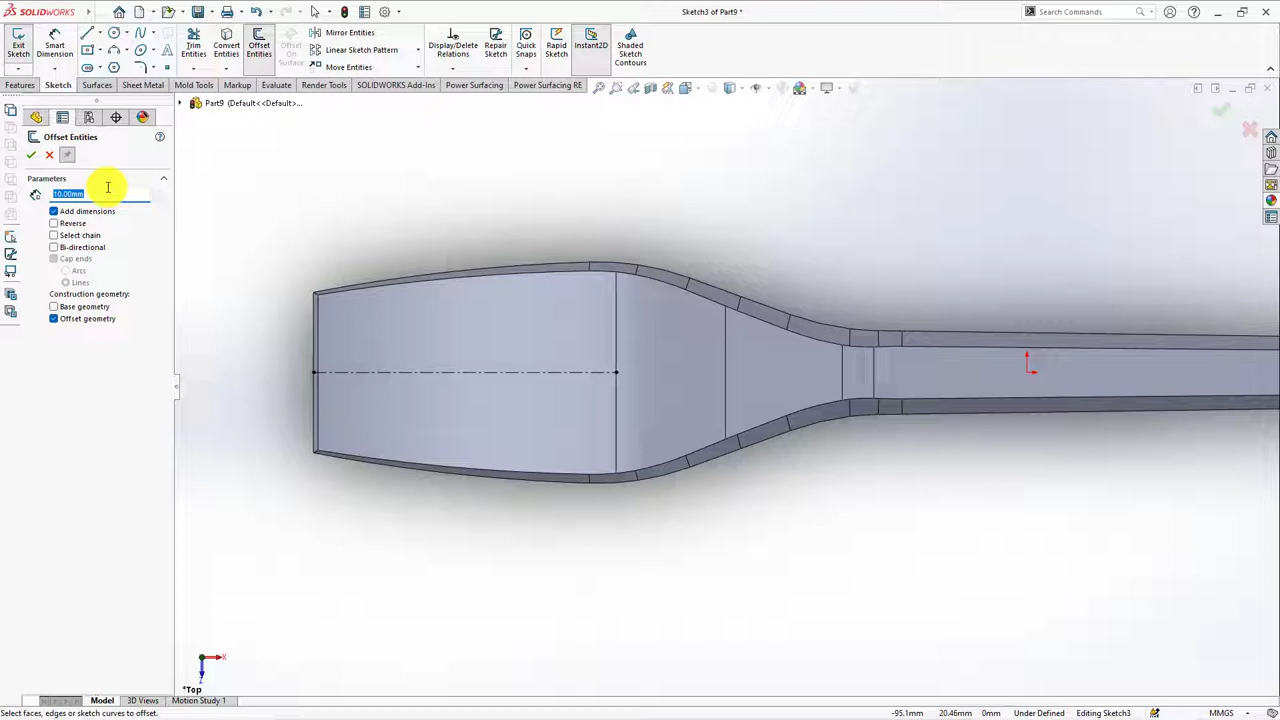 SOLIDWORKS
Sketch3 of Part9 *
Search Commands
Exit Sketch
Smart Dimension
Trim Entities
Convert Entities
Offset Entities
Offset On Surface
Mirror Entities
Linear Sketch Pattern
Move Entities
Display/Delete Relations
Repair Sketch
Quick Snaps
Rapid Sketch
Instant2D
Shaded Sketch Contours
Features
Sketch
Surfaces
Sheet Metal
Mold Tools
Markup
Evaluate
Render Tools
SOLIDWORKS Add-Ins
Power Surfacing
Power Surfacing RE
Part9 (Default<<Default>...
Offset Entities
Parameters
10.00mm
Add dimensions
Reverse
Select chain
Bi-directional
Cap ends
Arcs
Lines
Construction geometry:
Base geometry
Offset geometry
X
Z
*Top
Model
3D Views
Motion Study 1
Select faces, edges or sketch curves to offset.
-95.1mm
20.46mm
0mm
Under Defined
Editing Sketch3
MMGS